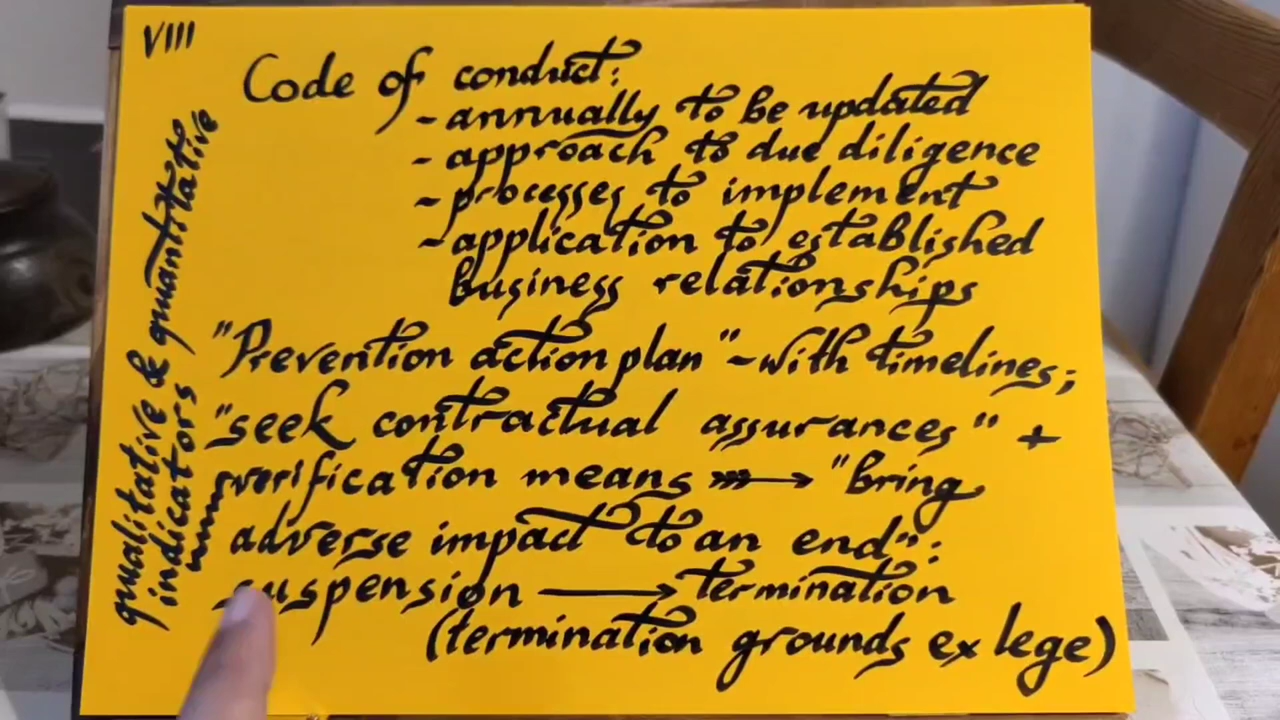 VIII
Code of conduct:
- annually to be updated
- approach to due diligence
- processes to implement
- application to established
business relationships
"Prevention action plan" - with timelines;
"seek contractual assurances" +
verification means → "bring
adverse impact to an end":
suspension → termination
(termination grounds ex lege)
qualitative & quantitative
indicators